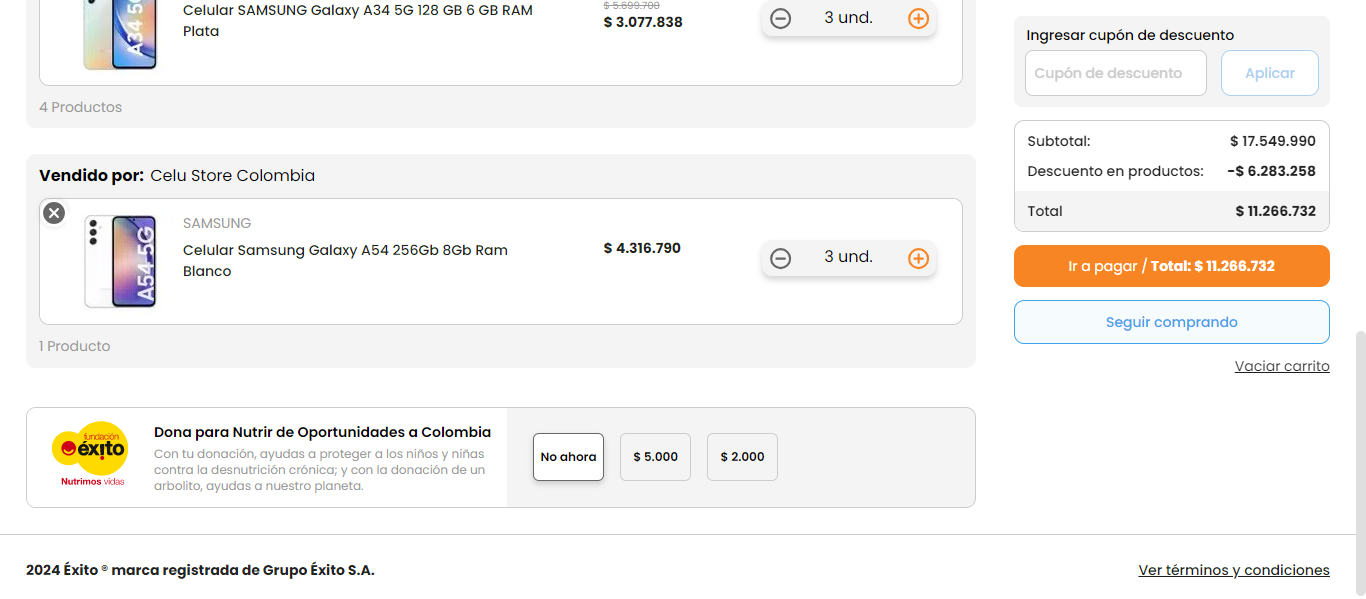 Celular SAMSUNG Galaxy A34 5G 128 GB 6 GB RAM
Plata
$ 5.699.700
$ 3.077.838
3 und.
A34 5G
4 Productos
Vendido por: Celu Store Colombia
SAMSUNG
Celular Samsung Galaxy A54 256Gb 8Gb Ram
Blanco
A54 5G
$ 4.316.790
3 und.
1 Producto
fundación
éxito
Nutrimos vidas
Dona para Nutrir de Oportunidades a Colombia
Con tu donación, ayudas a proteger a los niños y niñas
contra la desnutrición crónica; y con la donación de un
arbolito, ayudas a nuestro planeta.
No ahora
$ 5.000
$ 2.000
Ingresar cupón de descuento
Cupón de descuento
Aplicar
Subtotal: $ 17.549.990
Descuento en productos: -$ 6.283.258
Total $ 11.266.732
Ir a pagar / Total: $ 11.266.732
Seguir comprando
Vaciar carrito
2024 Éxito ® marca registrada de Grupo Éxito S.A.
Ver términos y condiciones